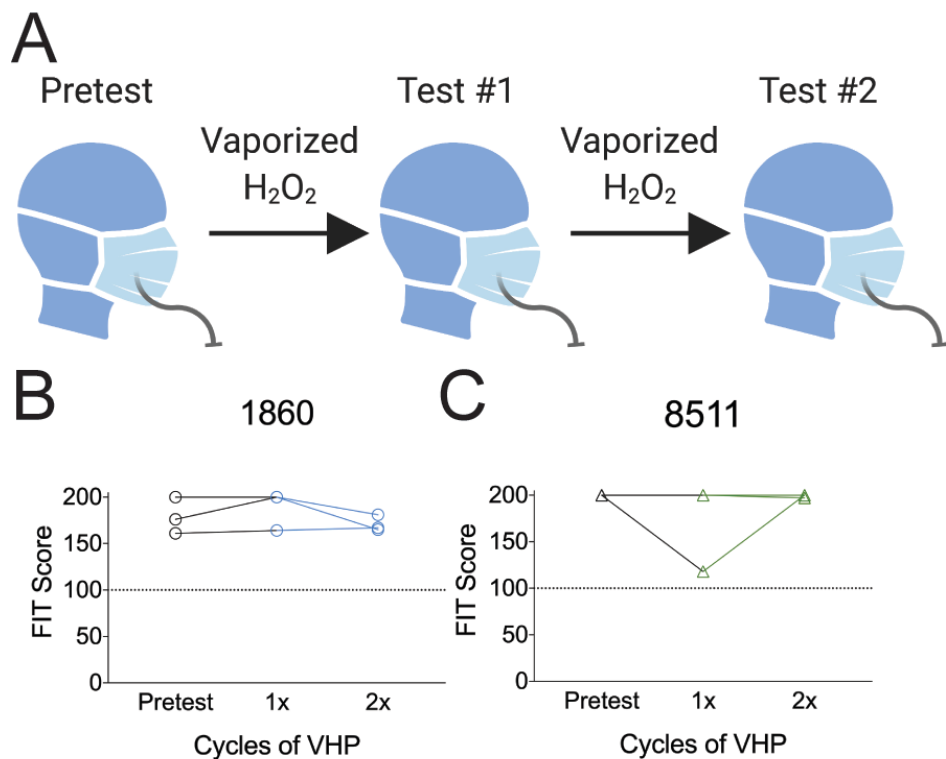 A
Pretest
Test #1
Test #2
Vaporized
H₂O₂
Vaporized
H₂O₂
B
1860
FIT Score
200
150
100
50
0
Pretest 1x 2x
Cycles of VHP
C
8511
FIT Score
200
150
100
50
0
Pretest 1x 2x
Cycles of VHP